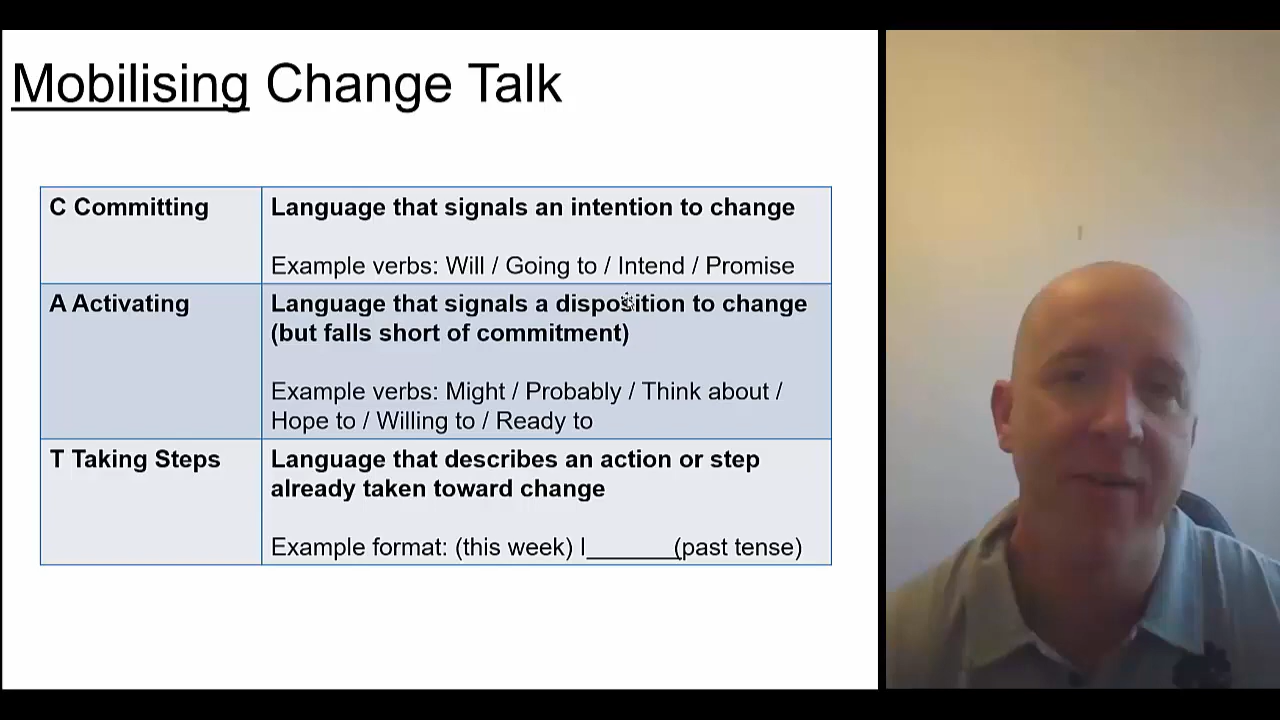 Mobilising Change Talk
C Committing
Language that signals an intention to change
Example verbs: Will / Going to / Intend / Promise
A Activating
Language that signals a disposition to change
(but falls short of commitment)
Example verbs: Might / Probably / Think about /
Hope to / Willing to / Ready to
T Taking Steps
Language that describes an action or step
already taken toward change
Example format: (this week) I_______(past tense)